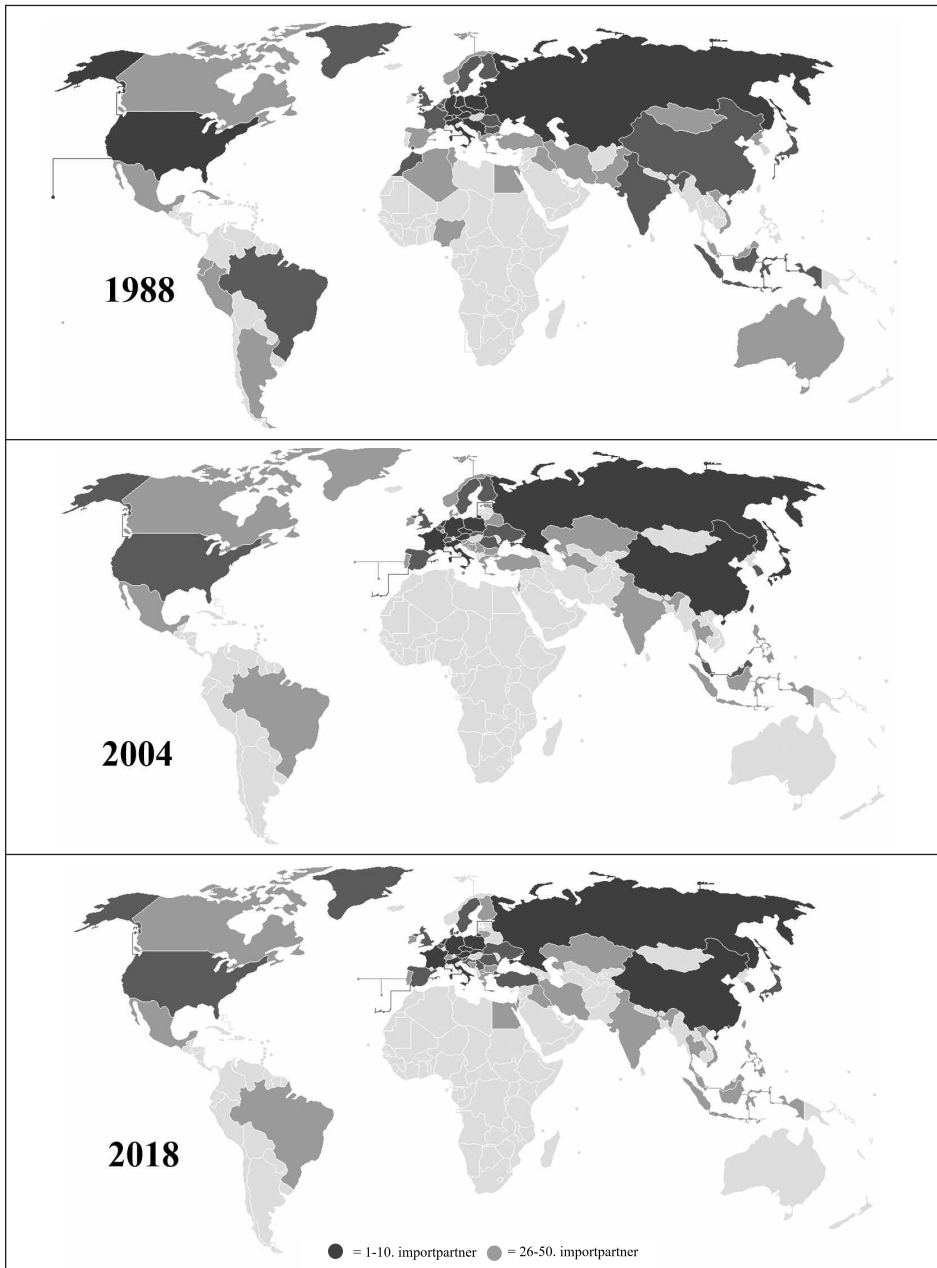 1988
2004
2018
= 1-10. importpartner = 26-50. importpartner